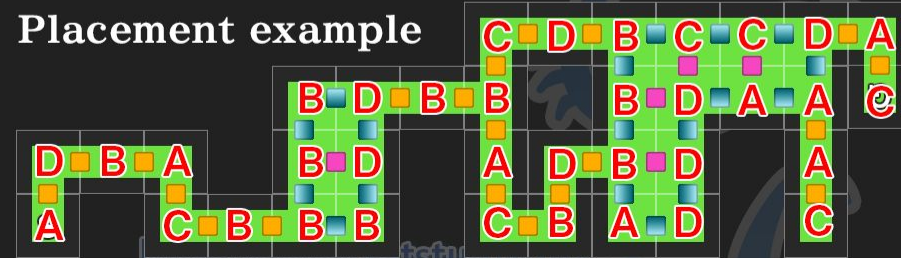 Placement example
C D B C C D A
B D B B B D A A C
D B A B D A D B D A
A C B B B C B A D C